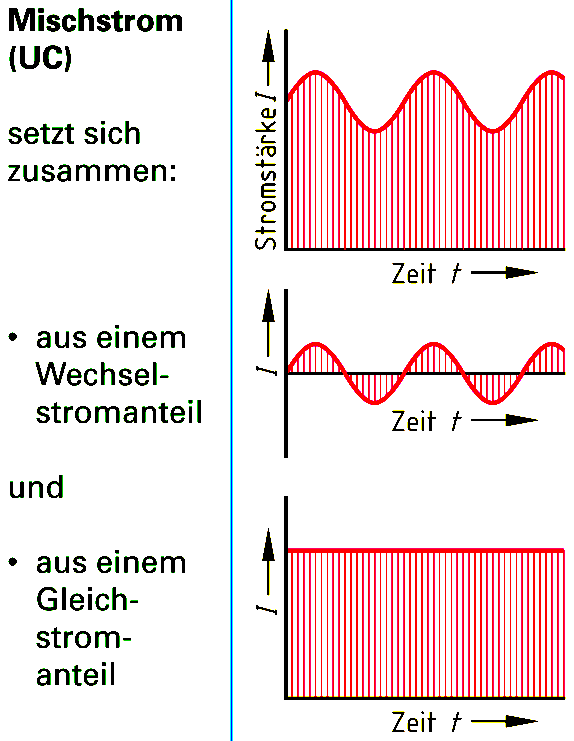 Mischstrom
(UC)
setzt sich
zusammen:
Stromstärke I
Zeit t
• aus einem
Wechsel-
stromanteil
I
Zeit t
und
• aus einem
Gleich-
strom-
anteil
I
Zeit t